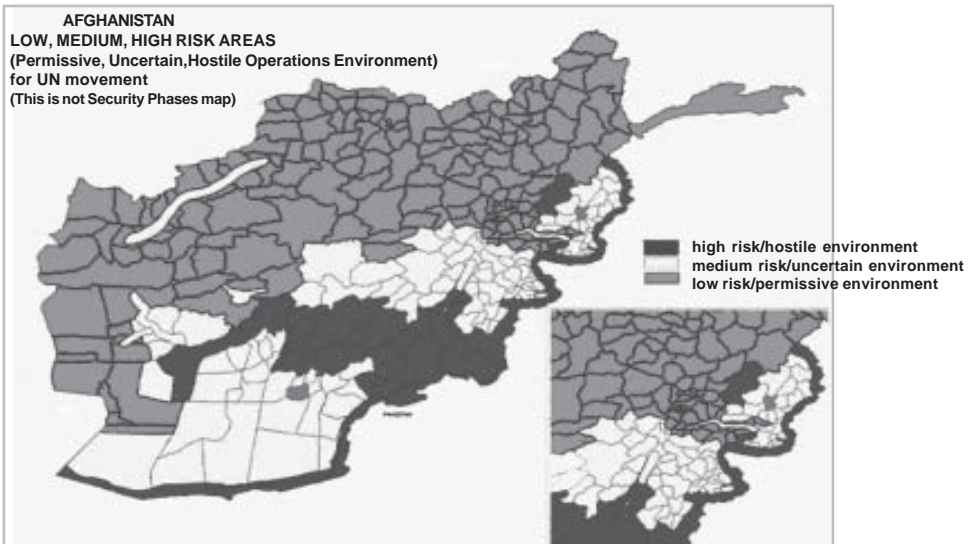 AFGHANISTAN
LOW, MEDIUM, HIGH RISK AREAS
(Permissive, Uncertain,Hostile Operations Environment)
for UN movement
(This is not Security Phases map)
high risk/hostile environment
medium risk/uncertain environment
low risk/permissive environment